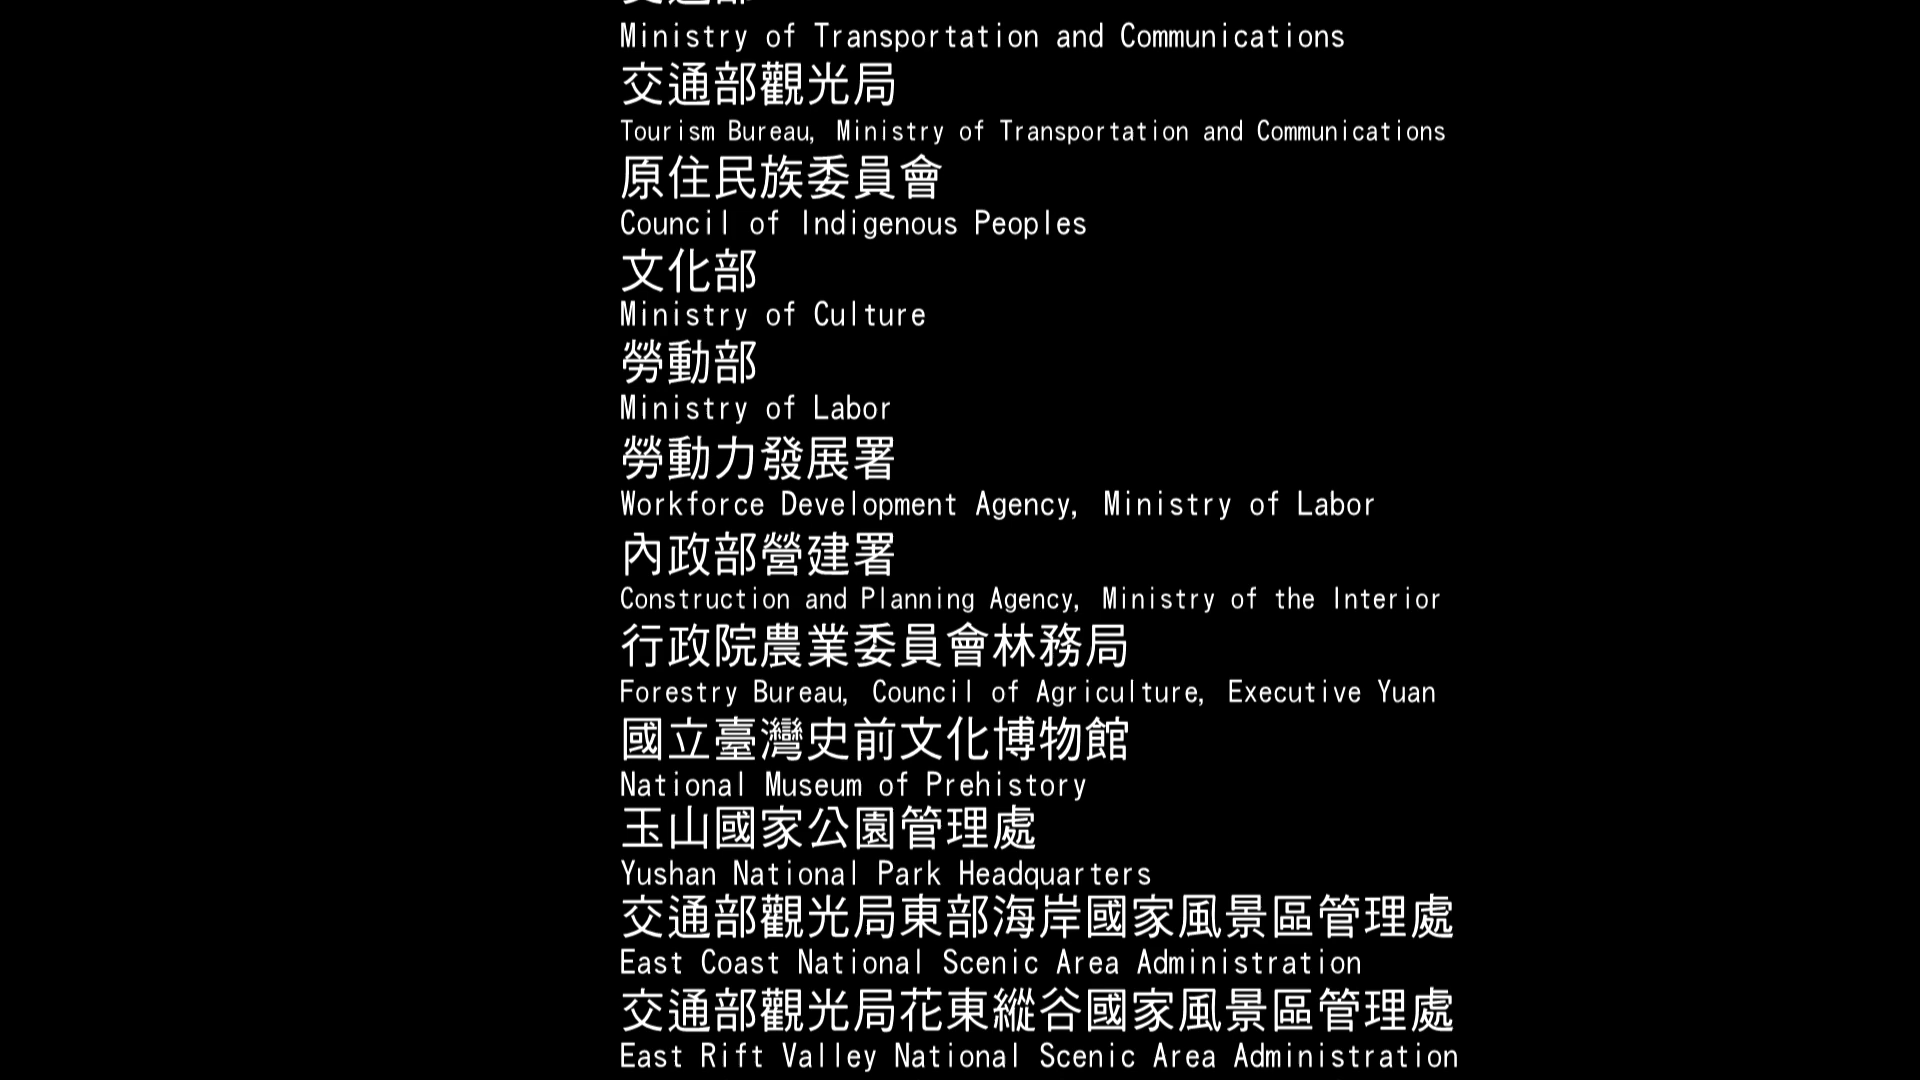 交通部
Ministry of Transportation and Communications
交通部觀光局
Tourism Bureau, Ministry of Transportation and Communications
原住民族委員會
Council of Indigenous Peoples
文化部
Ministry of Culture
勞動部
Ministry of Labor
勞動力發展署
Workforce Development Agency, Ministry of Labor
內政部營建署
Construction and Planning Agency, Ministry of the Interior
行政院農業委員會林務局
Forestry Bureau, Council of Agriculture, Executive Yuan
國立臺灣史前文化博物館
National Museum of Prehistory
玉山國家公園管理處
Yushan National Park Headquarters
交通部觀光局東部海岸國家風景區管理處
East Coast National Scenic Area Administration
交通部觀光局花東縱谷國家風景區管理處
East Rift Valley National Scenic Area Administration